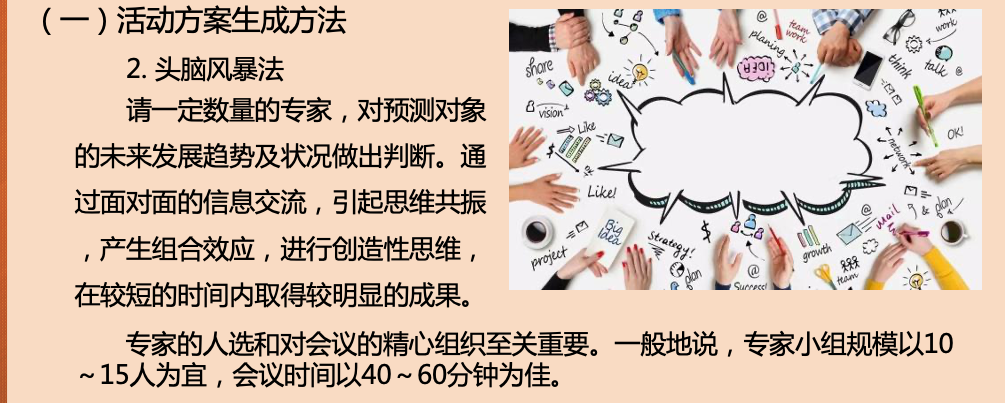 （一）活动方案生成方法
2. 头脑风暴法
请一定数量的专家，对预测对象
的未来发展趋势及状况做出判断。通
过面对面的信息交流，引起思维共振
，产生组合效应，进行创造性思维，
在较短的时间内取得较明显的成果。
专家的人选和对会议的精心组织至关重要。一般地说，专家小组规模以10
～15人为宜，会议时间以40～60分钟为佳。
share
idea
planing
team
work
IDEA
think
work
talk
@
vision
Like
OK!
network
Like!
project
Big
idea
Strategy!
plan
$
@
Success!
growth
team
@
Mail
plan
&